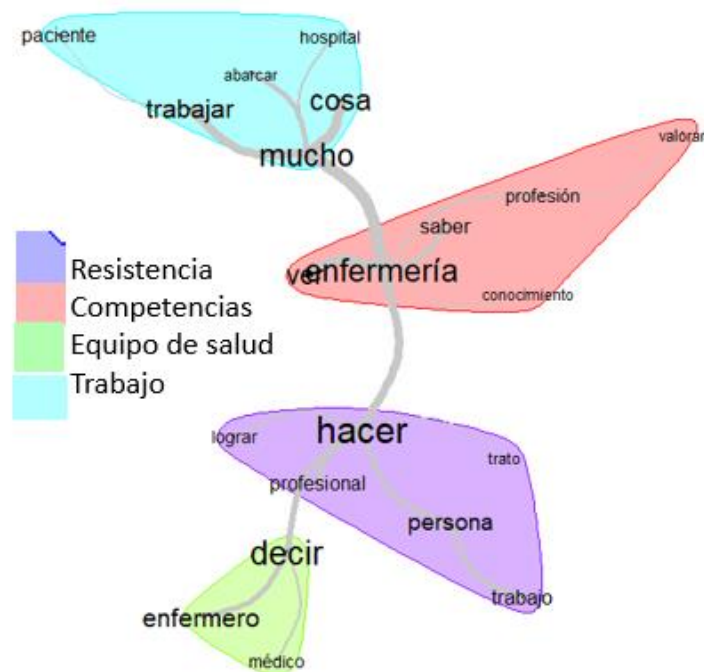 paciente
hospital
abarcar
cosa
trabajar
mucho
valorar
profesión
saber
ver
enfermería
conocimiento
Resistencia
Competencias
Equipo de salud
Trabajo
hacer
lograr
trato
profesional
persona
decir
trabajo
enfermero
médico